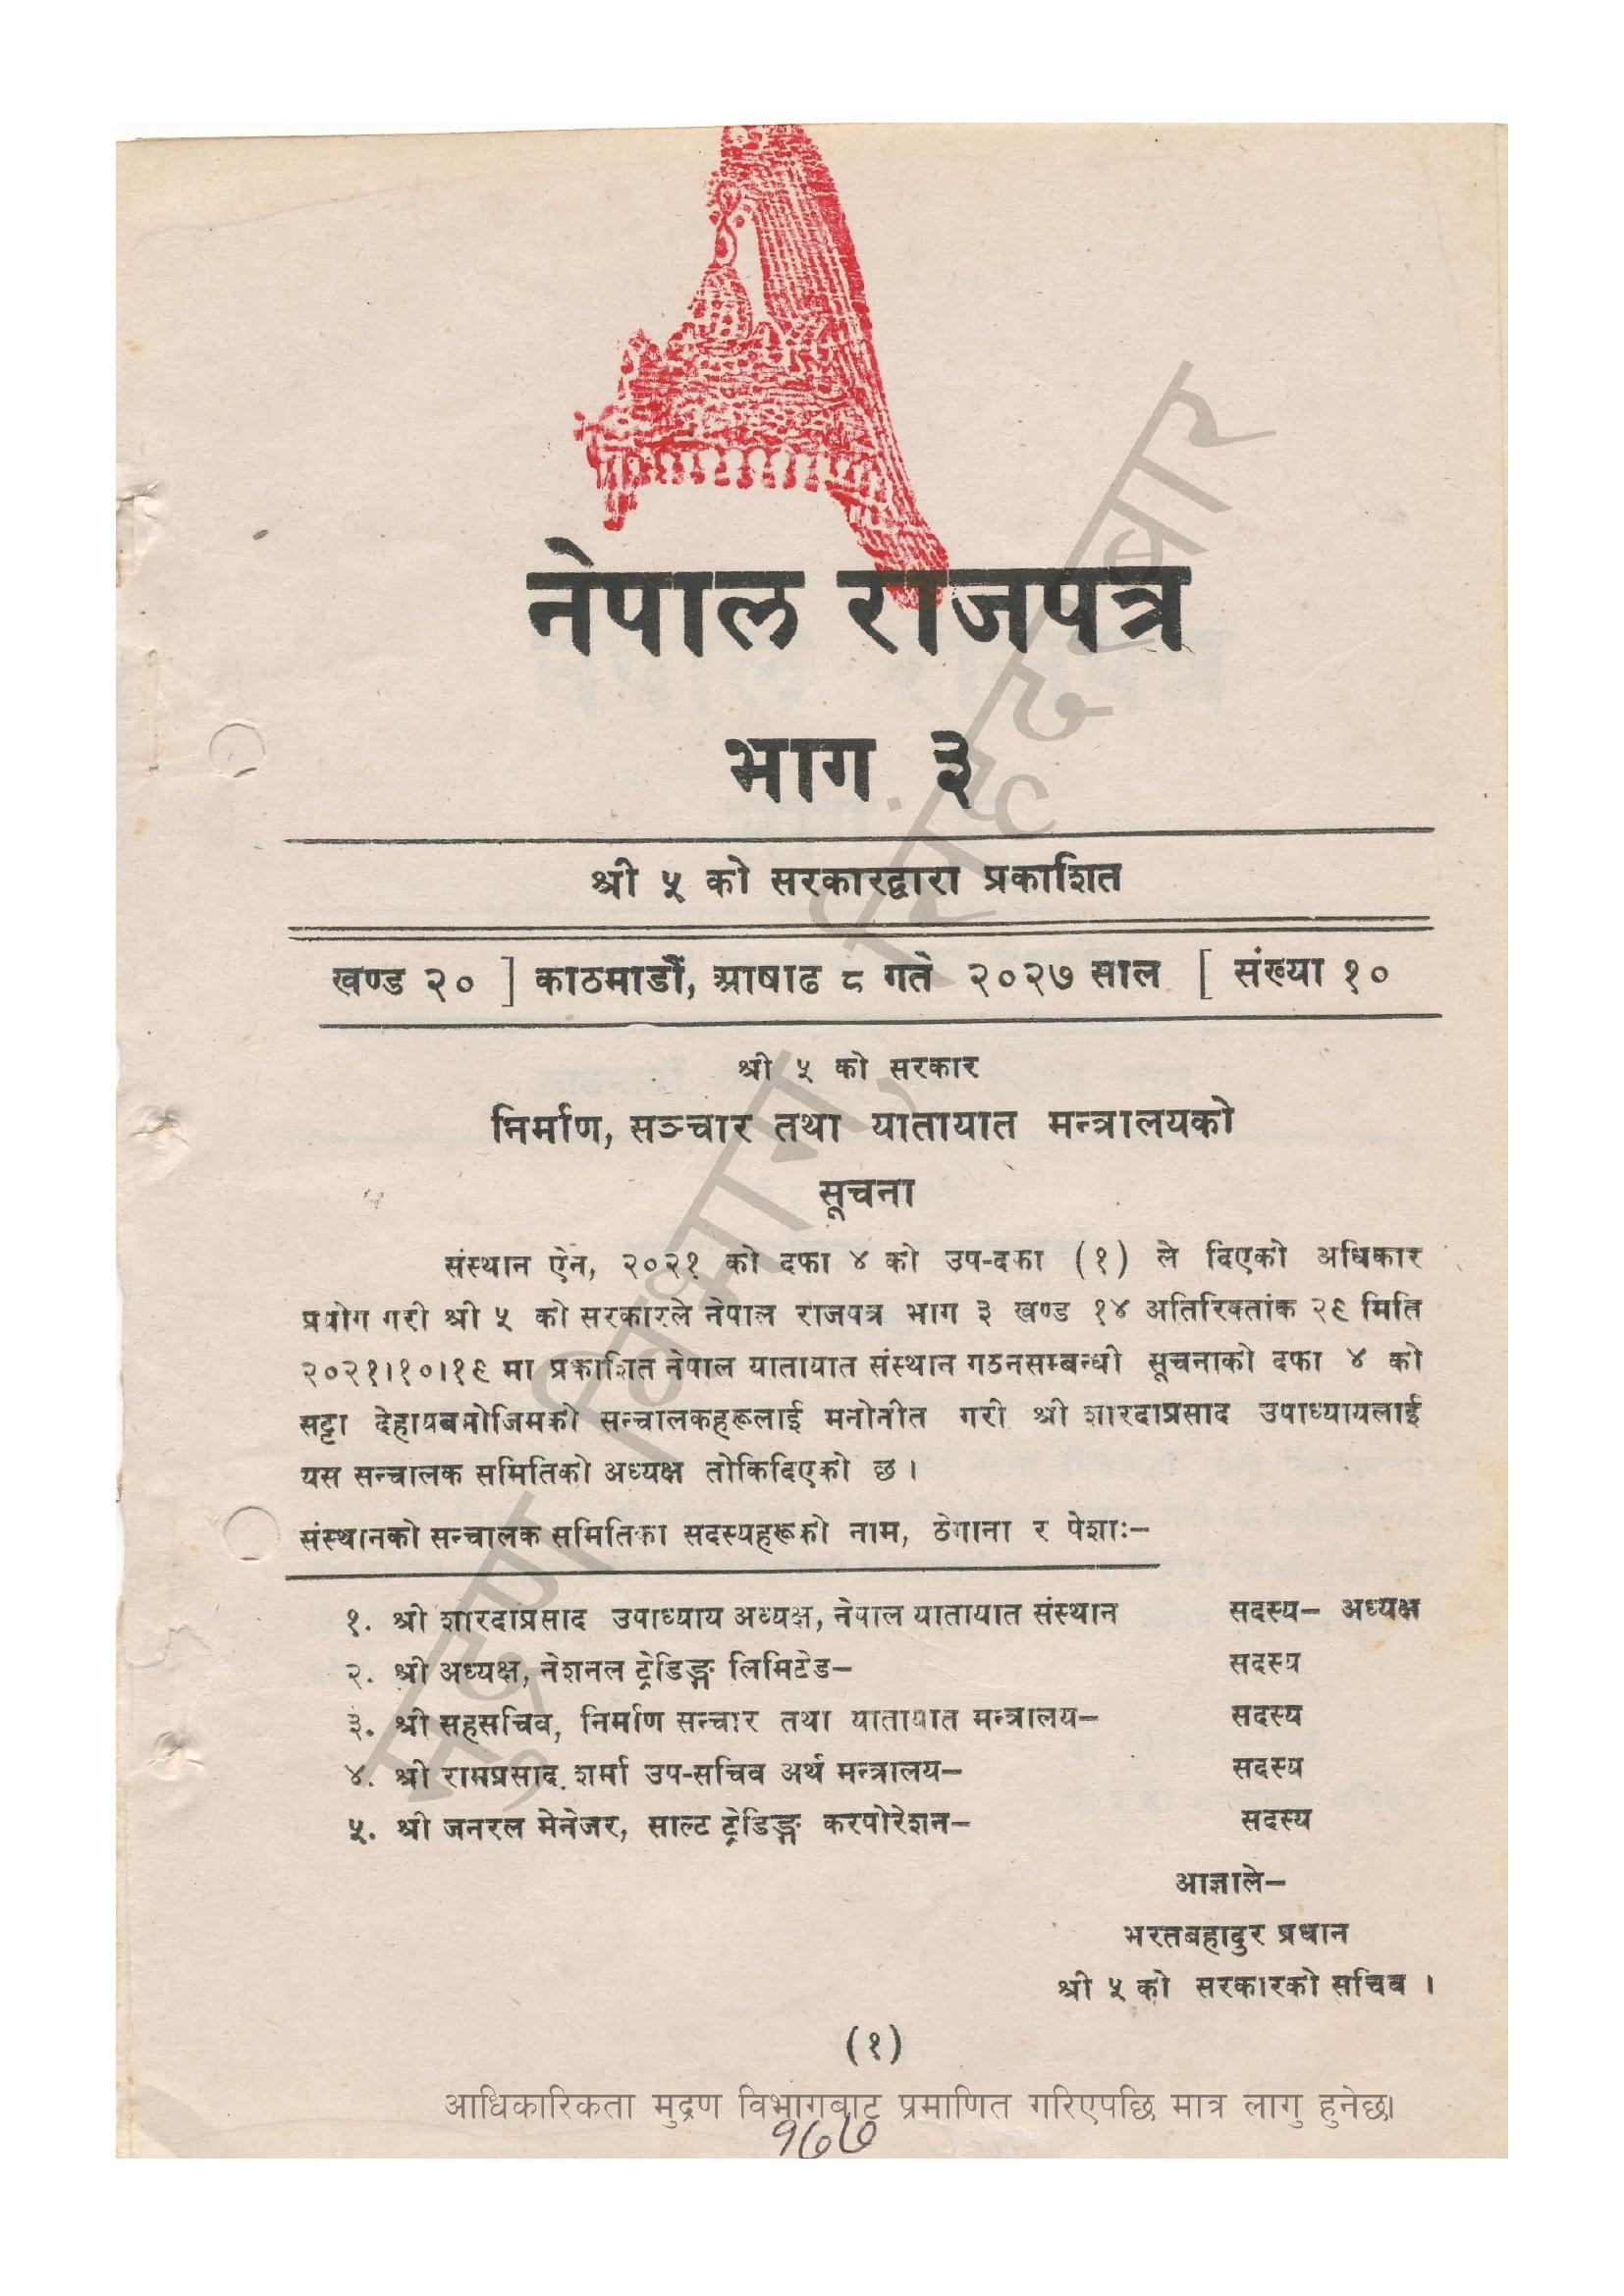 नेपाल राजपत्र
भाग ३
श्री ५ को सरकारद्वारा प्रकाशित
खण्ड २० ] काठमाडौं, आषाढ ८ गते २०२७ साल [ संख्या १०
श्री ५ को सरकार
निर्माण, सञ्चार तथा यातायात मन्त्रालयको
सूचना
संस्थान ऐन, २०२१ को दफा ४ को उप-दफा (१) ले दिएको अधिकार
प्रयोग गरी श्री ५ को सरकारले नेपाल राजपत्र भाग ३ खण्ड १४ अतिरिक्तांक २९ मिति
२०२१।१०।१९ मा प्रकाशित नेपाल यातायात संस्थान गठनसम्बन्धी सूचनाको दफा ४ को
सट्टा देहायबमोजिमको सन्चालकहरूलाई मनोनीत गरी श्री शारदाप्रसाद उपाध्यायलाई
यस सन्चालक समितिको अध्यक्ष तोकिदिएको छ ।
संस्थानको सन्चालक समितिका सदस्यहरूको नाम, ठेगाना र पेशाः–
१. श्री शारदाप्रसाद उपाध्याय अध्यक्ष, नेपाल यातायात संस्थान सदस्य– अध्यक्ष
२. श्री अध्यक्ष, नेशनल ट्रेडिङ्ग लिमिटेड– सदस्य
३. श्री सहसचिव, निर्माण सन्चार तथा यातायात मन्त्रालय– सदस्य
४. श्री रामप्रसाद शर्मा उप-सचिव अर्थ मन्त्रालय– सदस्य
५. श्री जनरल मेनेजर, साल्ट ट्रेडिङ्ग करपोरेशन– सदस्य
आज्ञाले–
भरतबहादुर प्रधान
श्री ५ को सरकारको सचिव ।
(१)
आधिकारिकता मुद्रण विभागबाट प्रमाणित गरिएपछि मात्र लागु हुनेछ।
१७७
मुद्रण विभाग, सिंहदरबार